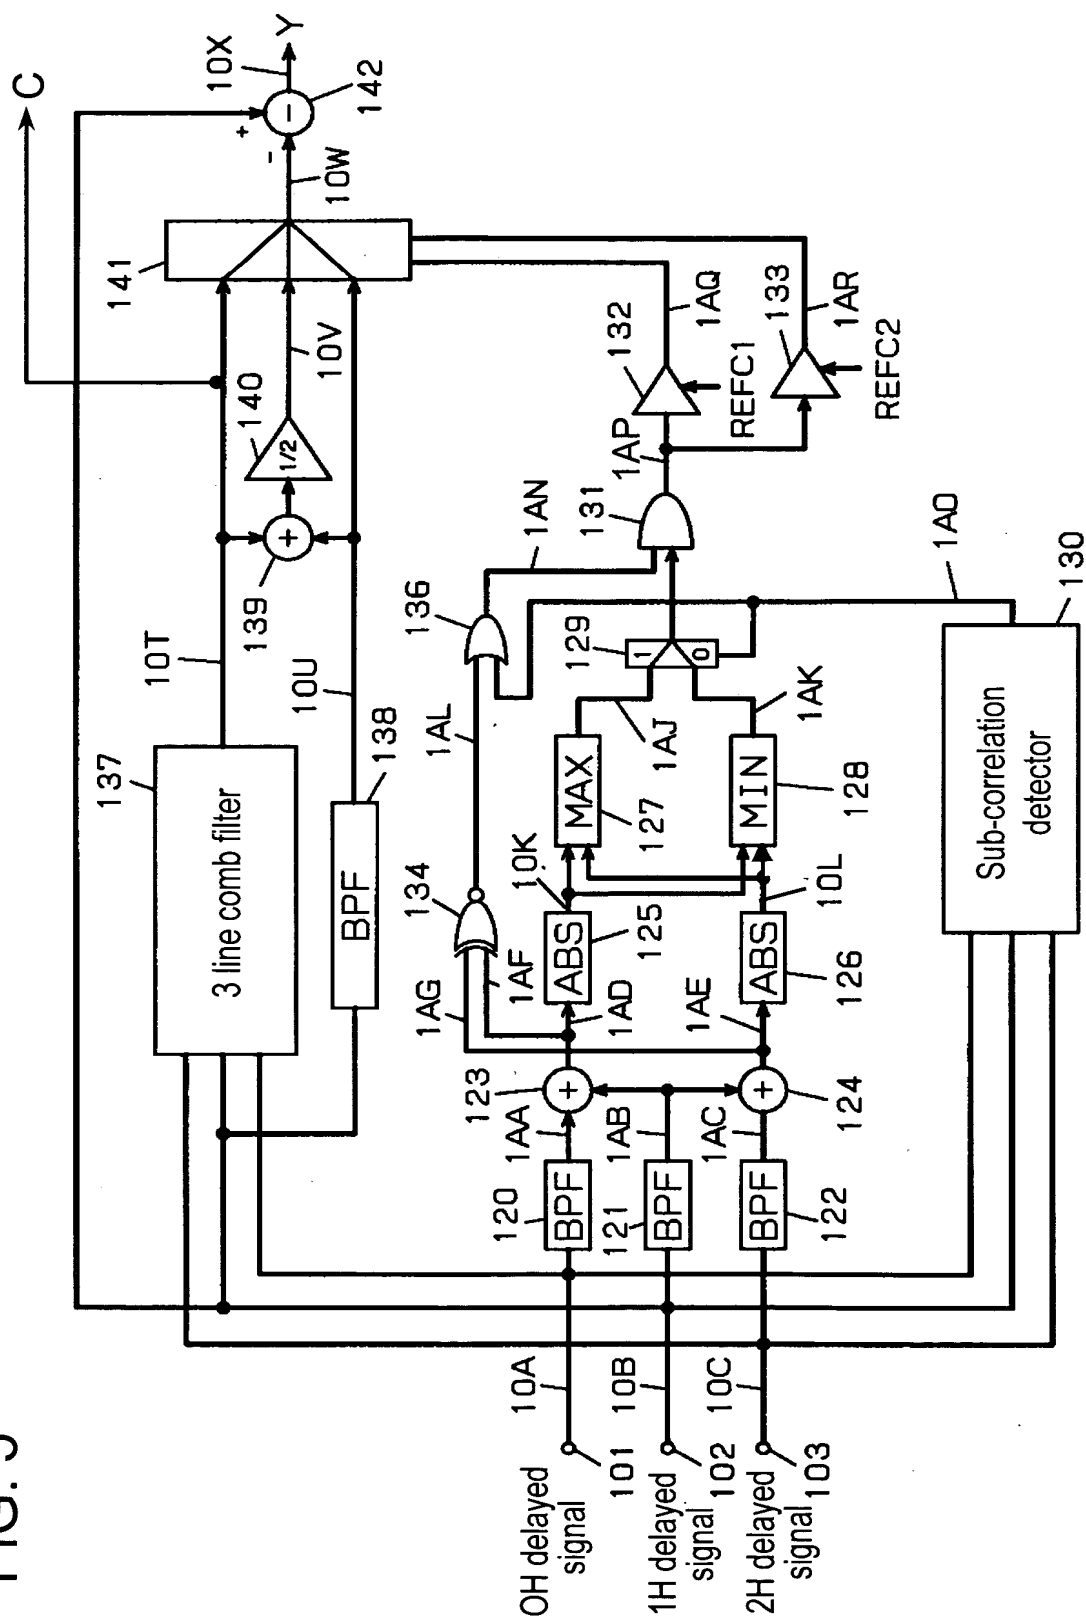 FIG. 9
C
Y
10X
142
+
-
-
10W
141
10V
140
1/2
139
+
10T
10U
137
3 line comb filter
138
BPF
1AQ
132
REFC1
1AR
133
REFC2
1AP
131
1AN
136
1AL
134
1AG
1AF
129
1
0
1AJ
1AK
1AO
130
Sub-correlation
detector
MAX
127
MIN
128
10K
10L
ABS
125
ABS
126
1AD
1AE
123
+
124
+
1AA
1AB
1AC
120
BPF
121
BPF
122
BPF
10A
10B
10C
101
102
103
0H delayed
signal
1H delayed
signal
2H delayed
signal